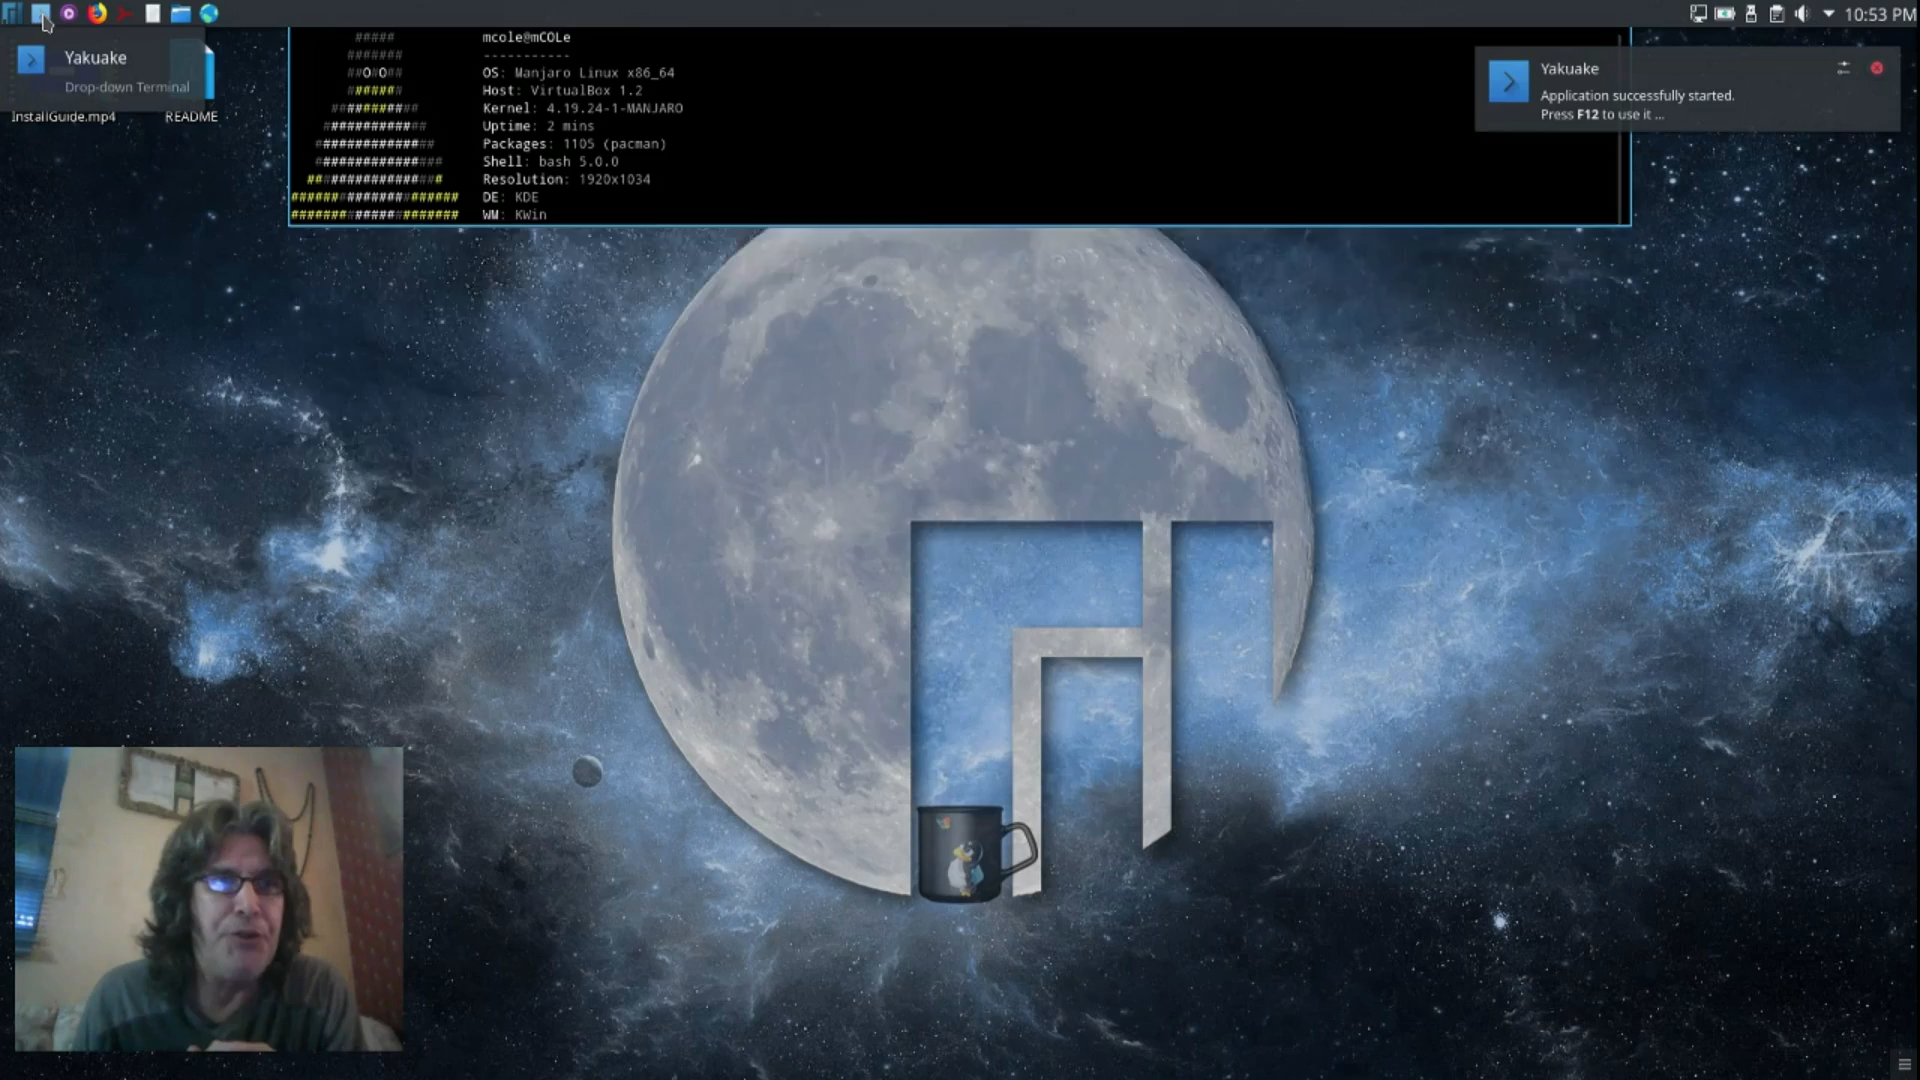 10:53 PM
Yakuake
Drop-down Terminal
InstallGuide.mp4
README
mcole@mCOLe
-----------
OS: Manjaro Linux x86_64
Host: VirtualBox 1.2
Kernel: 4.19.24-1-MANJARO
Uptime: 2 mins
Packages: 1105 (pacman)
Shell: bash 5.0.0
Resolution: 1920x1034
DE: KDE
WM: KWin
Yakuake
Application successfully started.
Press F12 to use it ...